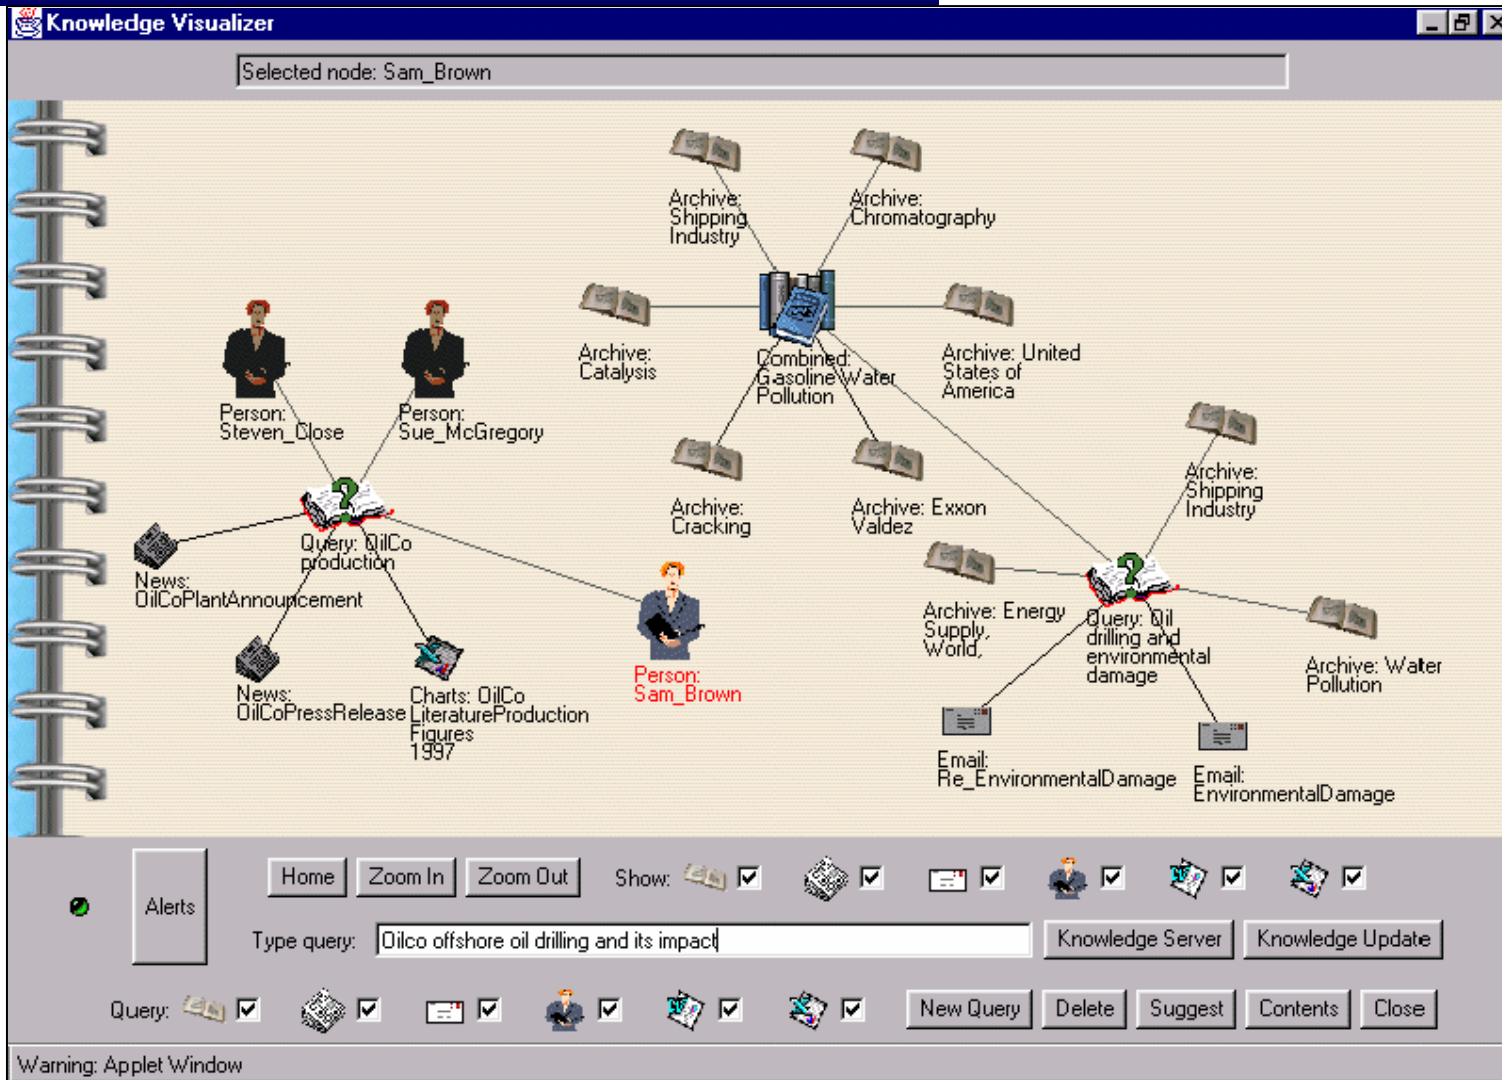 Knowledge Visualizer
Selected node: Sam_Brown
Archive:
Shipping
Industry
Archive:
Chromatography
Archive:
Catalysis
Combined:
Gasoline Water
Pollution
Archive: United
States of
America
Person:
Steven_Close
Person:
Sue_McGregory
Archive:
Cracking
Archive: Exxon
Valdez
Archive:
Shipping
Industry
Query: OilCo
production
News:
OilCoPlantAnnouncement
News:
OilCoPressRelease
Charts: OilCo
LiteratureProduction
Figures
1997
Person:
Sam_Brown
Archive: Energy
Supply,
World,
Query: Oil
drilling and
environmental
damage
Archive: Water
Pollution
Email:
Re_EnvironmentalDamage
Email:
EnvironmentalDamage
Alerts
Home Zoom In Zoom Out Show:
Type query: Oilco offshore oil drilling and its impact Knowledge Server Knowledge Update
Query: New Query Delete Suggest Contents Close
Warning: Applet Window